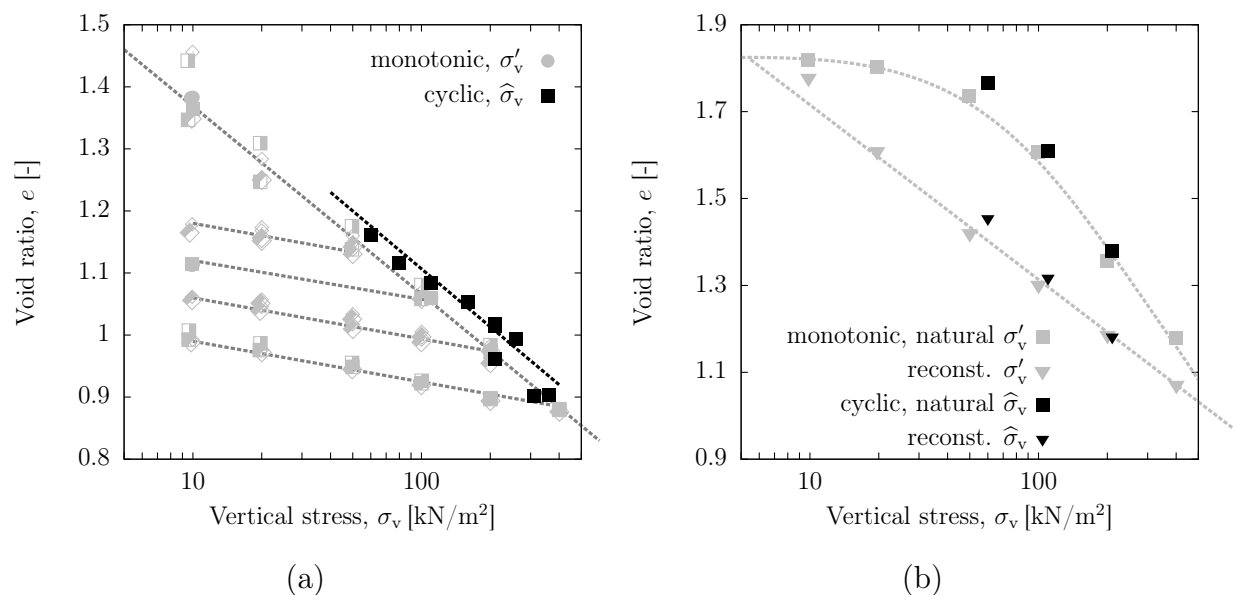 1.5
1.4
1.3
1.2
1.1
1
0.9
0.8
Void ratio, e [-]
monotonic, σ′v
cyclic, σ̂v
10 100
Vertical stress, σv [kN/m²]
(a)
1.9
1.7
1.5
1.3
1.1
0.9
Void ratio, e [-]
monotonic, natural σ′v
reconst. σ′v
cyclic, natural σ̂v
reconst. σ̂v
10 100
Vertical stress, σv [kN/m²]
(b)